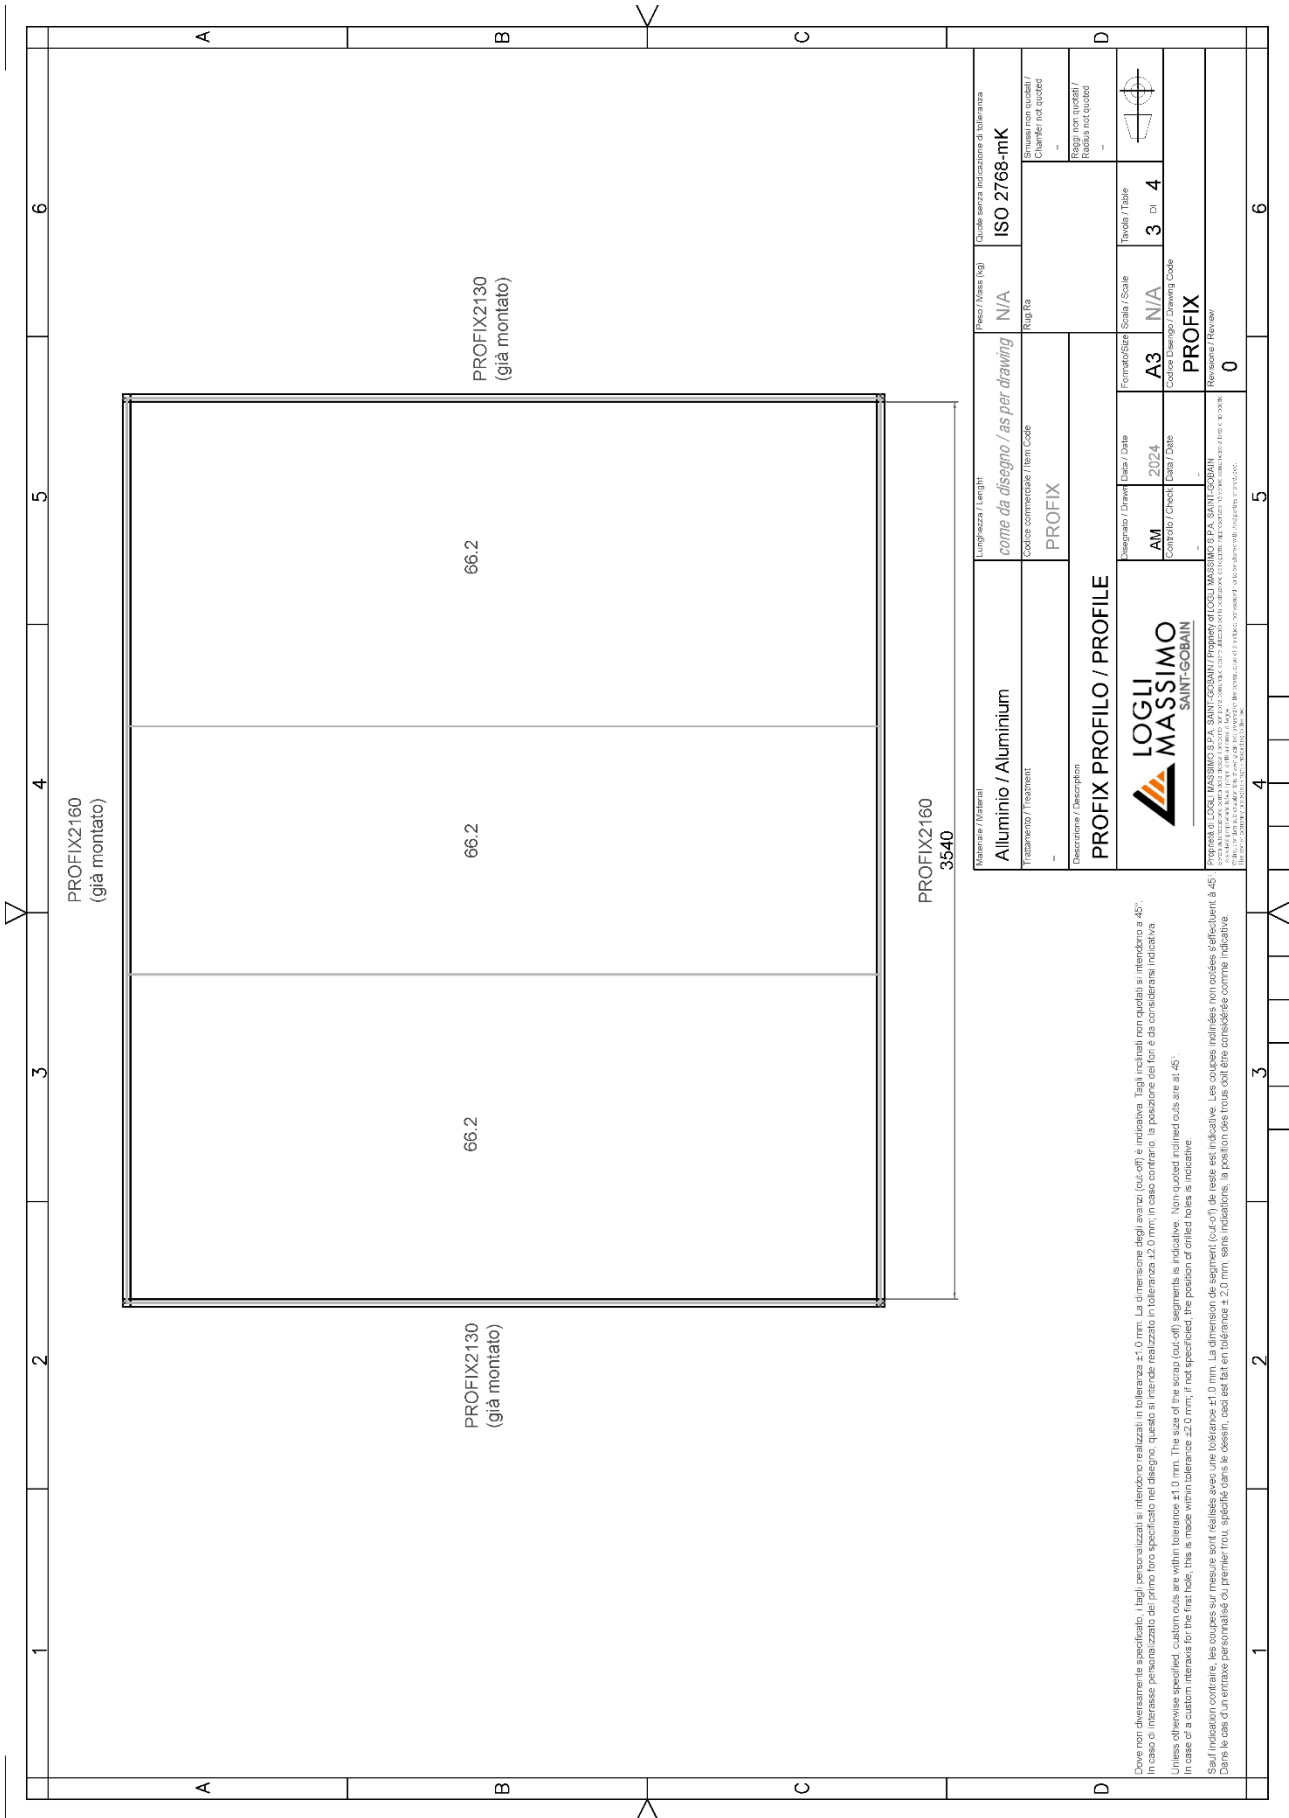 1
2
3
4
5
6
A
B
C
D
PROFIX2160
(già montato)
PROFIX2130
(già montato)
66.2
66.2
66.2
PROFIX2130
(già montato)
PROFIX2160
3540
Dove non diversamente specificato, i tagli personalizzati si intendono realizzati in tolleranza ±1.0 mm. La dimensione degli avanzi (cut-off) è indicativa. Tagli inclinati non quotati si intendono a 45°.
In caso di interasse personalizzato del primo foro specificato nel disegno, questo si intende realizzato in tolleranza ±2.0 mm; in caso contrario, la posizione dei fori è da considerarsi indicativa.
Unless otherwise specified, custom cuts are within tolerance ±1.0 mm. The size of the scrap (cut-off) segments is indicative. Non-quoted inclined cuts are at 45°.
In case of a custom interaxis for the first hole, this is made within tolerance ±2.0 mm; if not specificied, the position of drilled holes is indicative.
Sauf indication contraire, les coupes sur mesure sont réalisés avec une tolérance ±1.0 mm. La dimension de segment (cut-off) de reste est indicative. Les coupes inclinées non cotées s'effectuent à 45°.
Dans le cas d'un entraxe personnalisé du premier trou, spécifié dans le dessin, ceci est fait en tolérance ± 2.0 mm, sans indications, la position des trous doit être considérée comme indicative.
Materiale / Material
Alluminio / Aluminium
Lunghezza / Lenght
come da disegno / as per drawing
Peso / Mass (kg)
N/A
Quote senza indicazione di tolleranza
ISO 2768-mK
Trattamento / Treatment
-
Codice commerciale / Item Code
PROFIX
Rug.Ra
Smussi non quotati /
Chamfer not quoted
-
Descrizione / Description
PROFIX PROFILO / PROFILE
Raggi non quotati /
Radius not quoted
-
LOGLI
MASSIMO
SAINT-GOBAIN
Disegnato / Drawn
AM
Data / Date
2024
Formato/Size
A3
Scala / Scale
N/A
Tavola / Table
3 DI 4
Controllo / Check
-
Data / Date
-
Codice Disengo / Drawing Code
PROFIX
Proprietà di LOGLI MASSIMO S.P.A. SAINT-GOBAIN / Propriety of LOGLI MASSIMO S.P.A. SAINT-GOBAIN
Revisione / Review
0
1
2
3
4
5
6
A
B
C
D